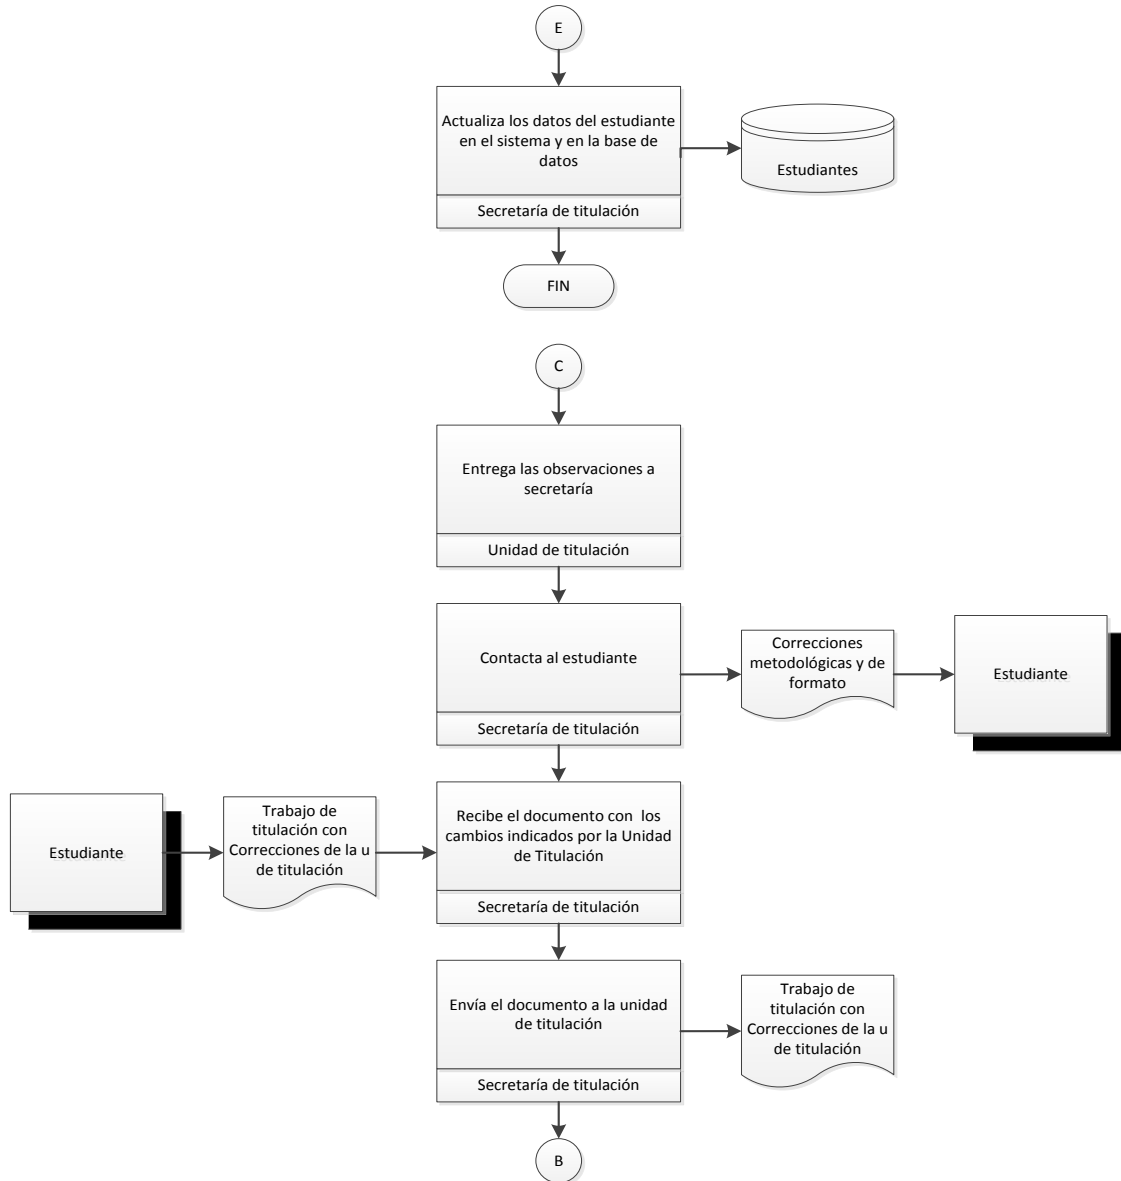 E
Actualiza los datos del estudiante
en el sistema y en la base de
datos
Secretaría de titulación
Estudiantes
FIN
C
Entrega las observaciones a
secretaría
Unidad de titulación
Contacta al estudiante
Secretaría de titulación
Correcciones
metodológicas y de
formato
Estudiante
Estudiante
Trabajo de
titulación con
Correcciones de la u
de titulación
Recibe el documento con  los
cambios indicados por la Unidad
de Titulación
Secretaría de titulación
Envía el documento a la unidad
de titulación
Secretaría de titulación
Trabajo de
titulación con
Correcciones de la u
de titulación
B